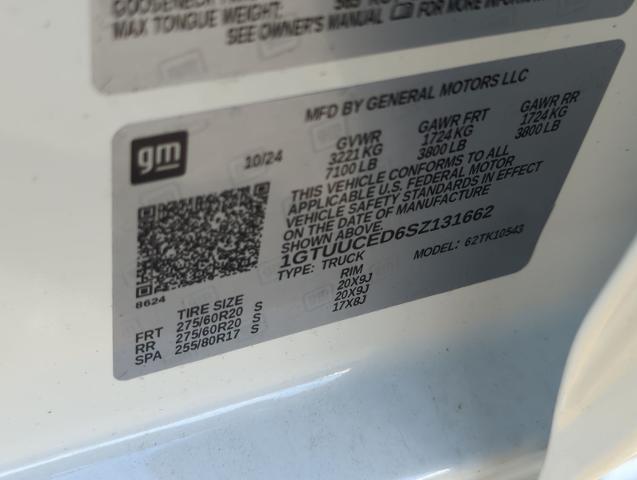 MAX TONGUE WEIGHT:
SEE OWNER'S MANUAL FOR MORE INFORMATION
MFD BY GENERAL MOTORS LLC
gm
10/24
GVWR GAWR FRT GAWR RR
3221 KG 1724 KG 1724 KG
7100 LB 3800 LB 3800 LB
THIS VEHICLE CONFORMS TO ALL
APPLICABLE U.S. FEDERAL MOTOR
VEHICLE SAFETY STANDARDS IN EFFECT
ON THE DATE OF MANUFACTURE
SHOWN ABOVE.
1GTUUCED6SZ131662
TYPE: TRUCK MODEL: 62TK10543
8624
TIRE SIZE RIM
FRT 275/60R20 S 20X9J
RR 275/60R20 S 20X9J
SPA 255/80R17 S 17X8J